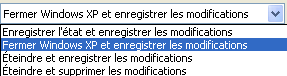 Fermer Windows XP et enregistrer les modifications
Enregistrer l'état et enregistrer les modifications
Fermer Windows XP et enregistrer les modifications
Éteindre et enregistrer les modifications
Éteindre et supprimer les modifications